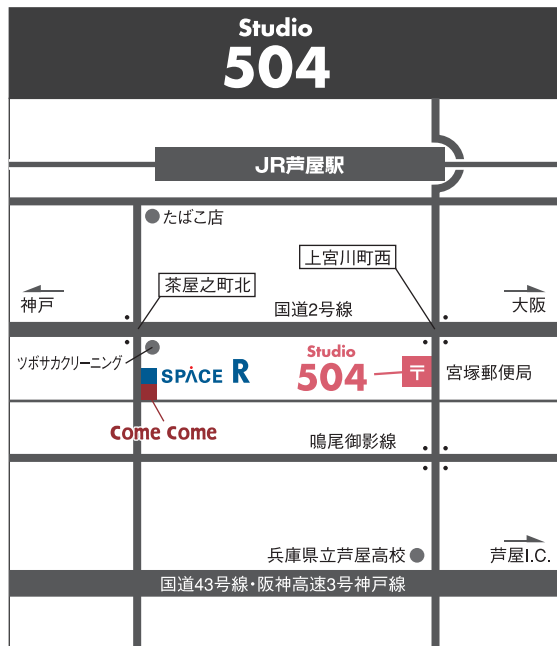 Studio
504
JR芦屋駅
たばこ店
上宮川町西
茶屋之町北
神戸
大阪
国道2号線
ツボサカクリーニング
SPACE R
Studio
504
〒
宮塚郵便局
Come Come
鳴尾御影線
兵庫県立芦屋高校
芦屋I.C.
国道43号線・阪神高速3号神戸線